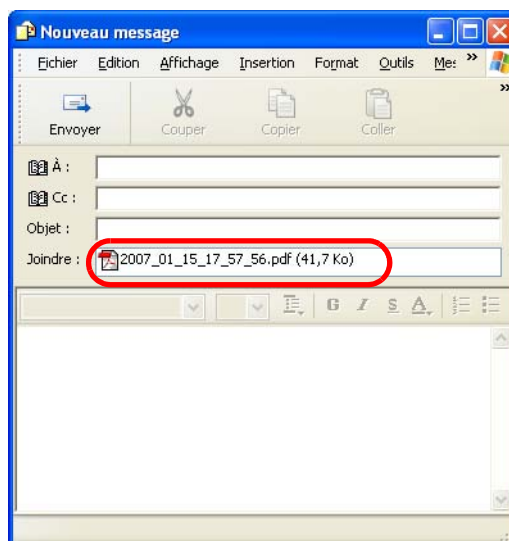 Nouveau message
Fichier Edition Affichage Insertion Format Outils Mes »
Envoyer Couper Copier Coller »
À :
Cc :
Objet :
Joindre : 2007_01_15_17_57_56.pdf (41,7 Ko)
G I S A